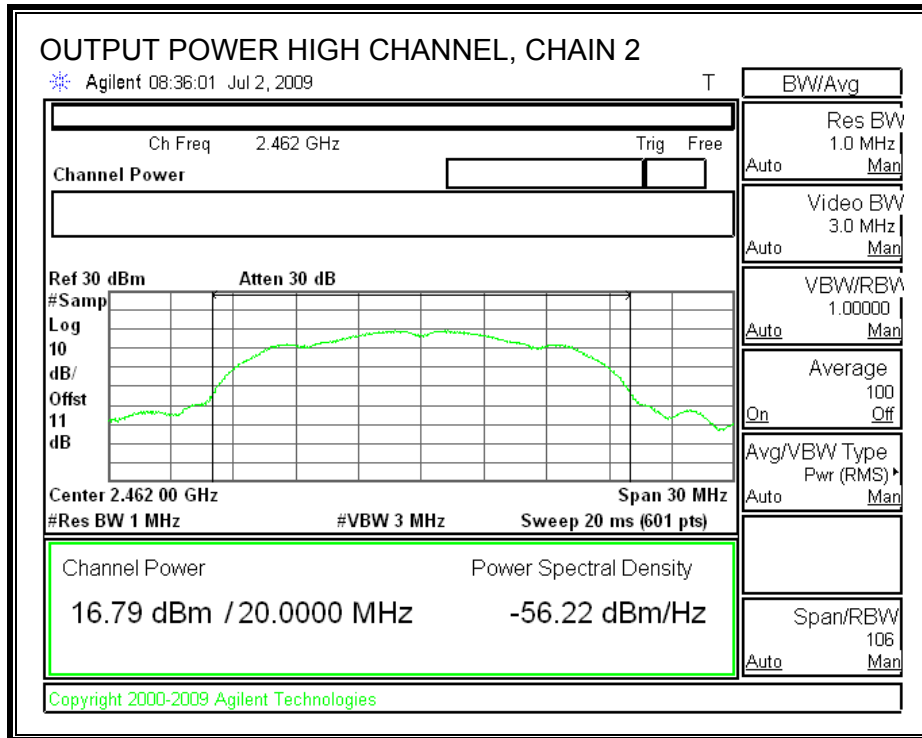 OUTPUT POWER HIGH CHANNEL, CHAIN 2
Agilent 08:36:01 Jul 2, 2009 T
Ch Freq 2.462 GHz Trig Free
Channel Power
Ref 30 dBm Atten 30 dB
#Samp
Log
10
dB/
Offst
11
dB
Center 2.462 00 GHz Span 30 MHz
#Res BW 1 MHz #VBW 3 MHz Sweep 20 ms (601 pts)
Channel Power Power Spectral Density
16.79 dBm / 20.0000 MHz -56.22 dBm/Hz
Copyright 2000-2009 Agilent Technologies
BW/Avg
Res BW
1.0 MHz
Auto Man
Video BW
3.0 MHz
Auto Man
VBW/RBW
1.00000
Auto Man
Average
100
On Off
Avg/VBW Type
Pwr (RMS)
Auto Man
Span/RBW
106
Auto Man